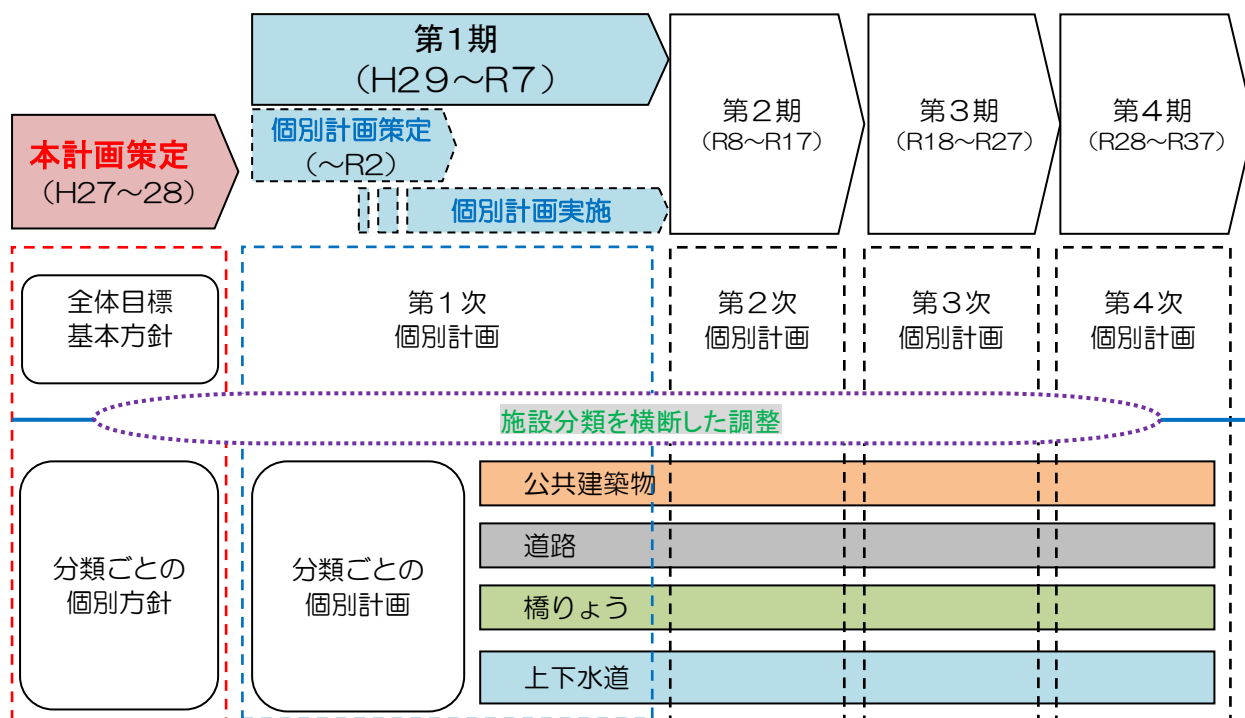 本計画策定
(H27～28)
第1期
(H29～R7)
個別計画策定
(～R2)
個別計画実施
第2期
(R8～R17)
第3期
(R18～R27)
第4期
(R28～R37)
全体目標
基本方針
第1次
個別計画
第2次
個別計画
第3次
個別計画
第4次
個別計画
施設分類を横断した調整
分類ごとの
個別方針
分類ごとの
個別計画
公共建築物
道路
橋りょう
上下水道